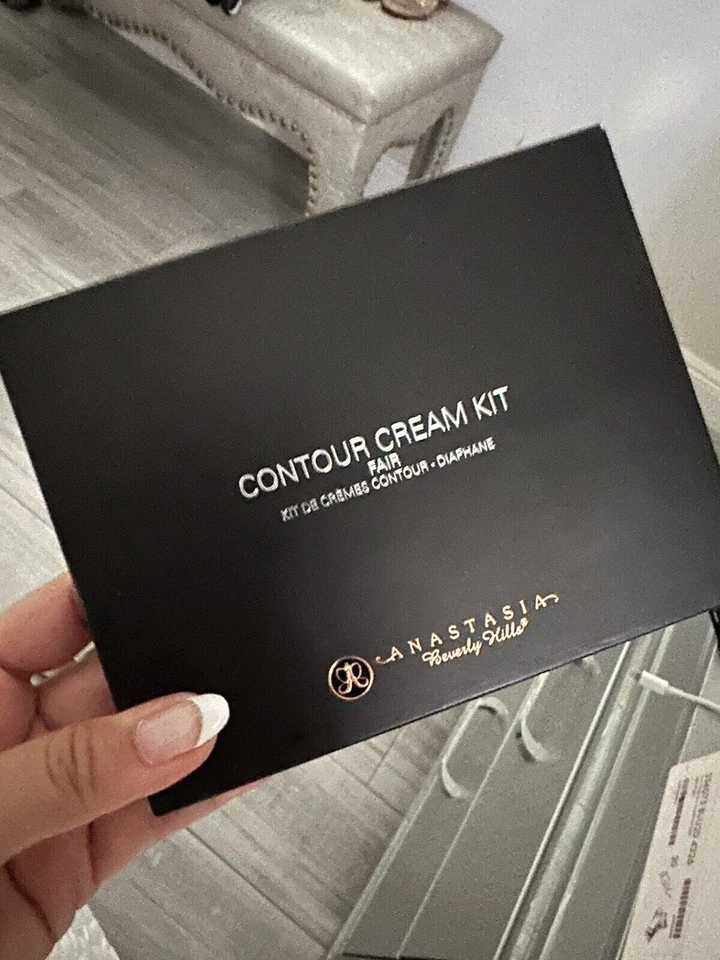 CONTOUR CREAM KIT
FAIR
KIT DE CRÈMES CONTOUR - DIAPHANE
ANASTASIA
Beverly Hills